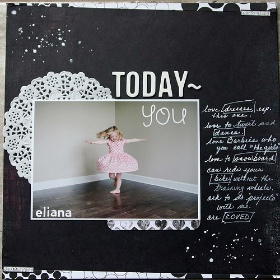 TODAY~
YOU
love dresses, esp.
this one.
love to twirl and
dance.
love Barbies who
you call "the girls"
love to snowboard
can ride your
bike without the
training wheels.
ask to do projects
with me.
are LOVED
eliana